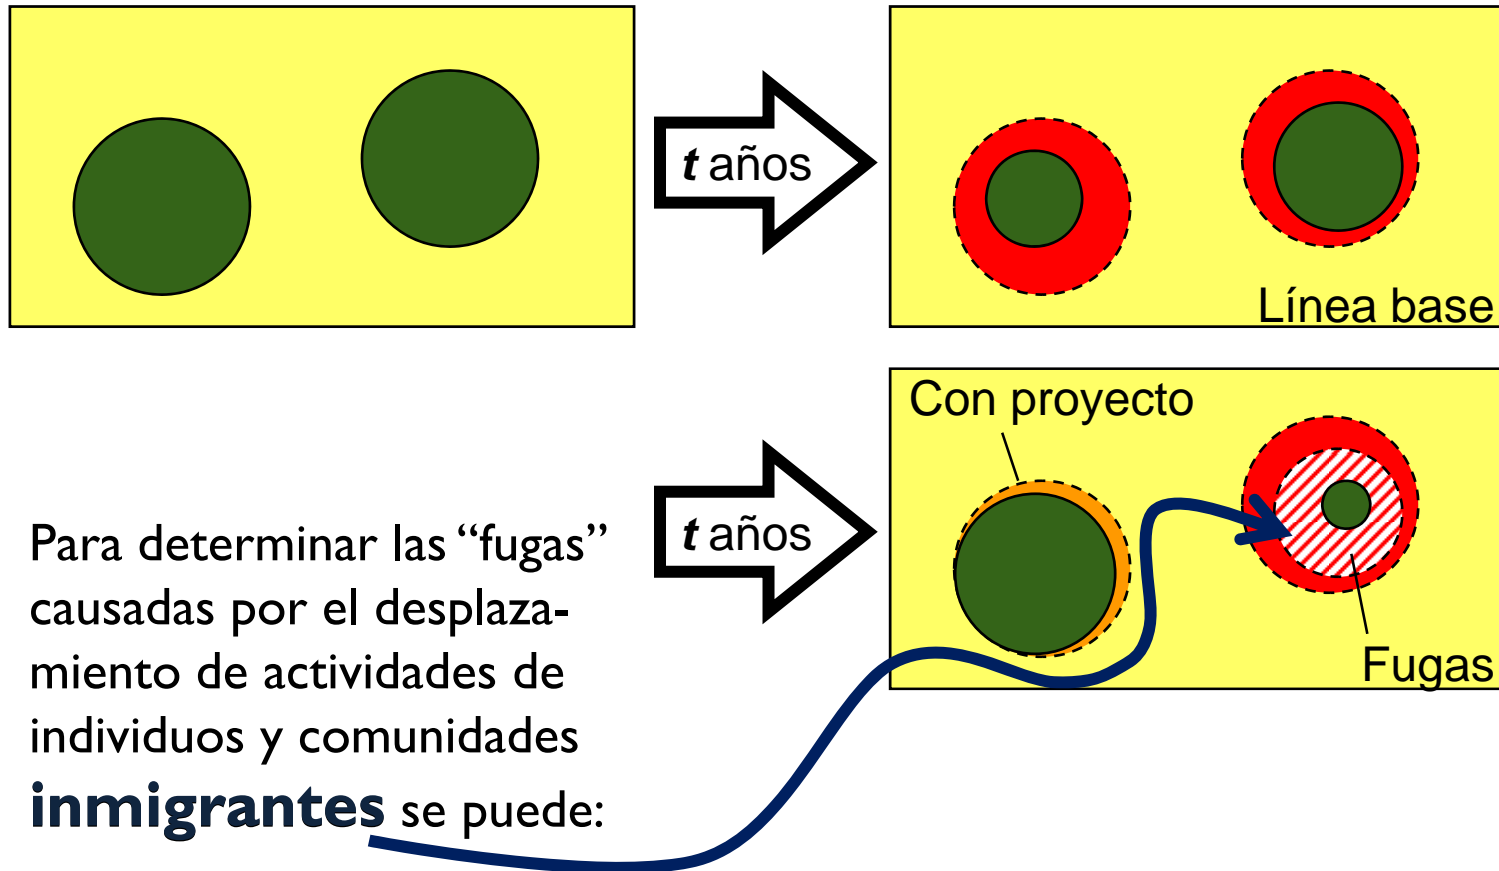 t años
Línea base
Con proyecto
t años
Fugas
Para determinar las “fugas”
causadas por el desplaza-
miento de actividades de
individuos y comunidades
inmigrantes se puede: